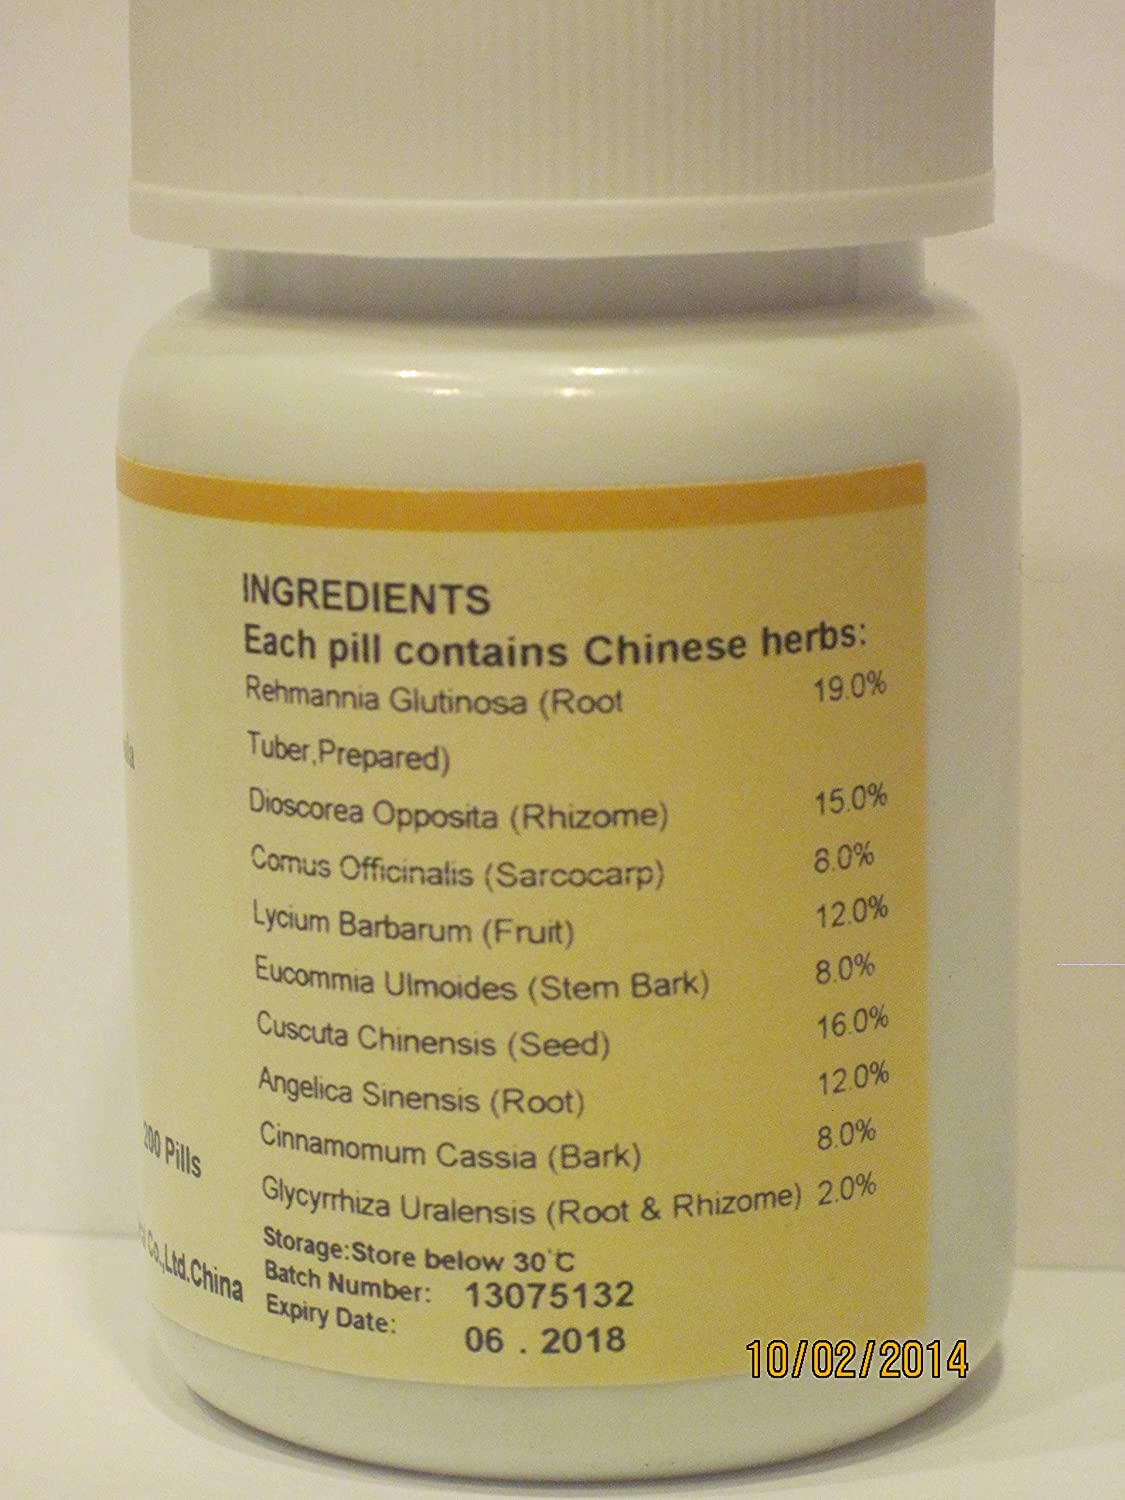 INGREDIENTS
Each pill contains Chinese herbs:
Rehmannia Glutinosa (Root 19.0%
Tuber,Prepared)
Dioscorea Opposita (Rhizome) 15.0%
Cornus Officinalis (Sarcocarp) 8.0%
Lycium Barbarum (Fruit) 12.0%
Eucommia Ulmoides (Stem Bark) 8.0%
Cuscuta Chinensis (Seed) 16.0%
Angelica Sinensis (Root) 12.0%
Cinnamomum Cassia (Bark) 8.0%
Glycyrrhiza Uralensis (Root & Rhizome) 2.0%
Storage:Store below 30°C
Batch Number: 13075132
Expiry Date: 06 . 2018
200 Pills
Co.,Ltd.China
10/02/2014